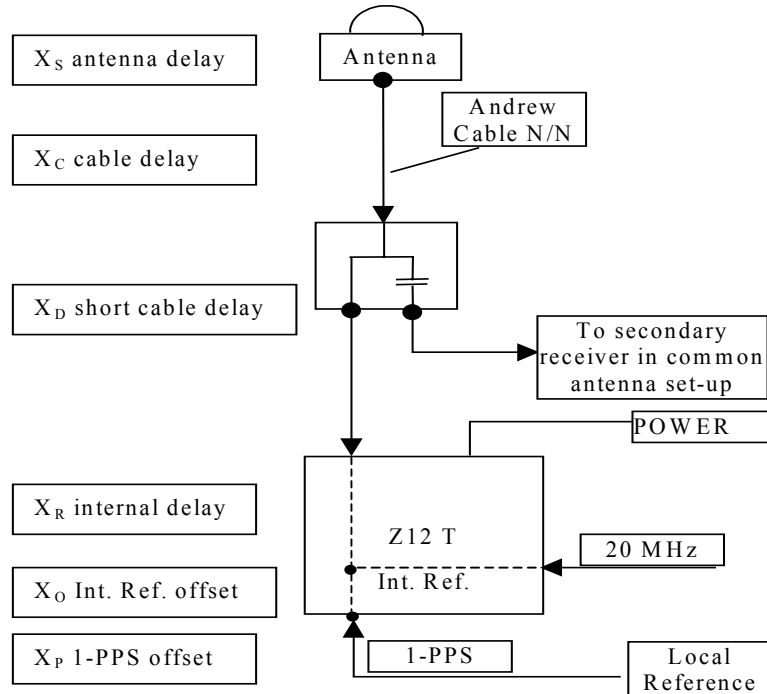 X_S antenna delay
Antenna
Andrew
Cable N/N
X_C cable delay
X_D short cable delay
To secondary
receiver in common
antenna set-up
POWER
X_R internal delay
Z12 T
20 MHz
Int. Ref.
X_O Int. Ref. offset
X_P 1-PPS offset
1-PPS
Local
Reference